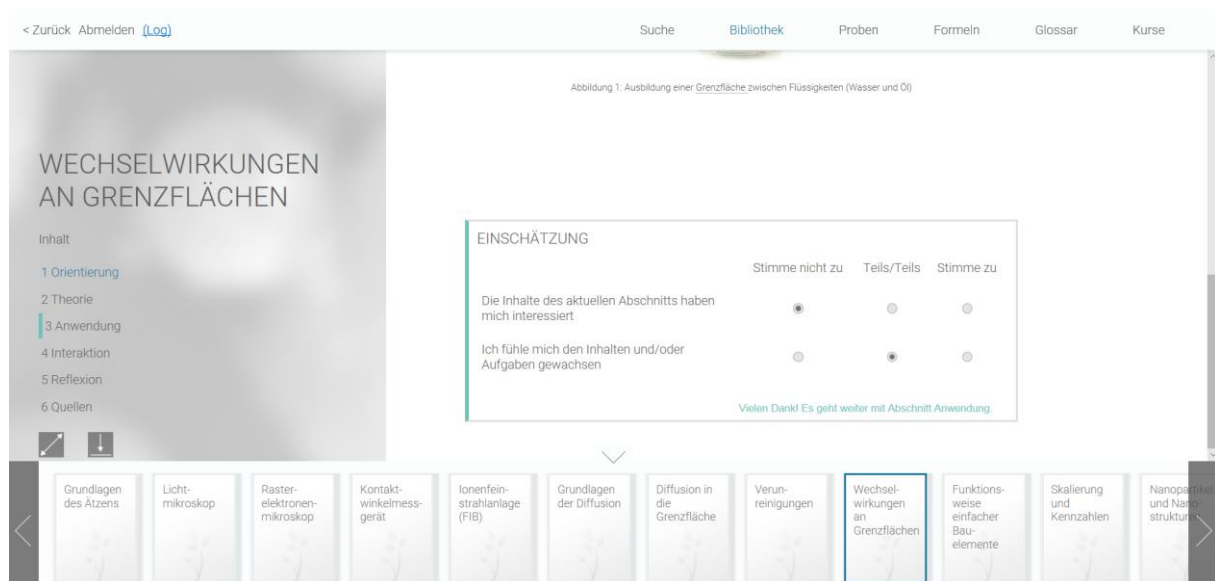 < Zurück Abmelden (Log) Suche Bibliothek Proben Formeln Glossar Kurse
Abbildung 1: Ausbildung einer Grenzfläche zwischen Flüssigkeiten (Wasser und Öl)
WECHSELWIRKUNGEN
AN GRENZFLÄCHEN
Inhalt
1 Orientierung
2 Theorie
3 Anwendung
4 Interaktion
5 Reflexion
6 Quellen
EINSCHÄTZUNG
Stimme nicht zu Teils/Teils Stimme zu
Die Inhalte des aktuellen Abschnitts haben
mich interessiert
Ich fühle mich den Inhalten und/oder
Aufgaben gewachsen
Vielen Dank! Es geht weiter mit Abschnitt Anwendung.
Grundlagen
des Ätzens
Licht-
mikroskop
Raster-
elektronen-
mikroskop
Kontakt-
winkelmess-
gerät
Ionenfein-
strahlanlage
(FIB)
Grundlagen
der Diffusion
Diffusion in
die
Grenzfläche
Verun-
reinigungen
Wechsel-
wirkungen
an
Grenzflächen
Funktions-
weise
einfacher
Bau-
elemente
Skalierung
und
Kennzahlen
Nanopartikel
und Nano-
strukturen